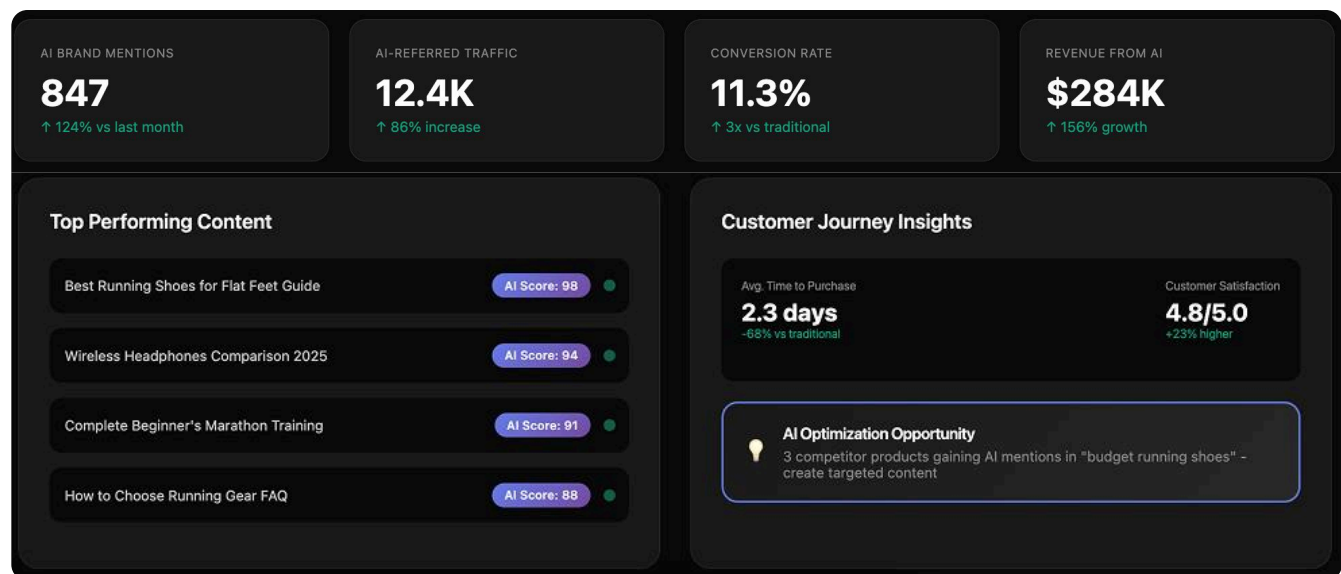 AI BRAND MENTIONS
847
↑ 124% vs last month
AI-REFERRED TRAFFIC
12.4K
↑ 86% increase
CONVERSION RATE
11.3%
↑ 3x vs traditional
REVENUE FROM AI
$284K
↑ 156% growth
Top Performing Content
Best Running Shoes for Flat Feet Guide
AI Score: 98
Wireless Headphones Comparison 2025
AI Score: 94
Complete Beginner's Marathon Training
AI Score: 91
How to Choose Running Gear FAQ
AI Score: 88
Customer Journey Insights
Avg. Time to Purchase
2.3 days
-68% vs traditional
Customer Satisfaction
4.8/5.0
+23% higher
AI Optimization Opportunity
3 competitor products gaining AI mentions in "budget running shoes" -
create targeted content